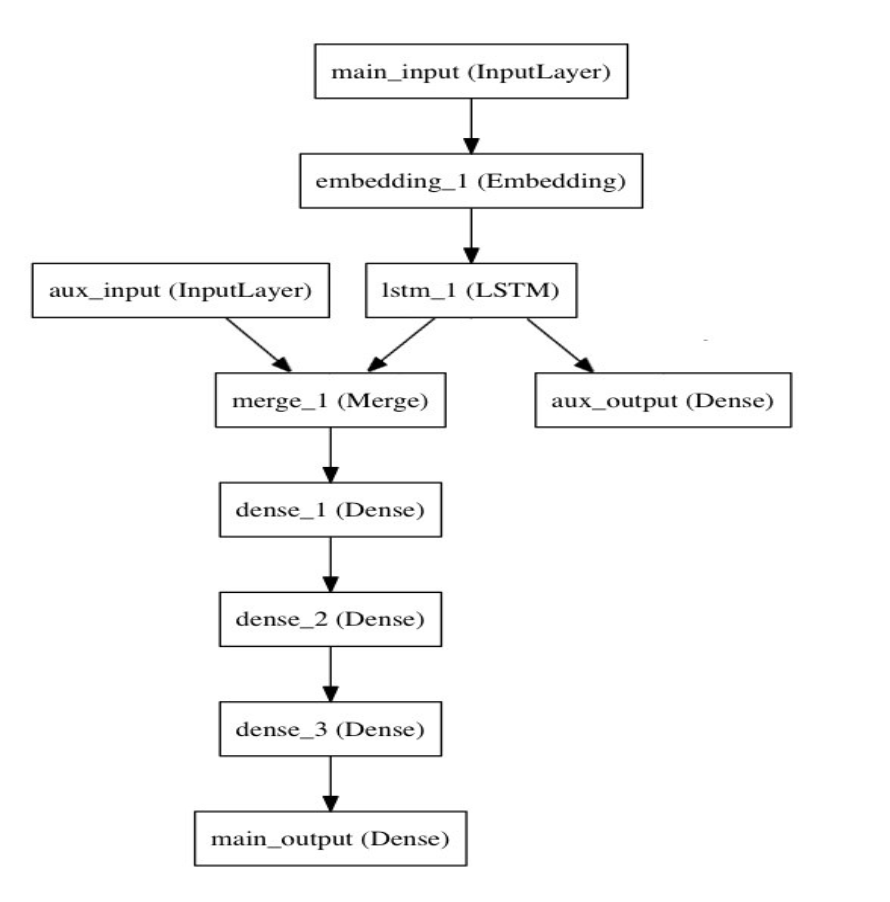 main_input (InputLayer)
embedding_1 (Embedding)
aux_input (InputLayer)
lstm_1 (LSTM)
merge_1 (Merge)
aux_output (Dense)
dense_1 (Dense)
dense_2 (Dense)
dense_3 (Dense)
main_output (Dense)